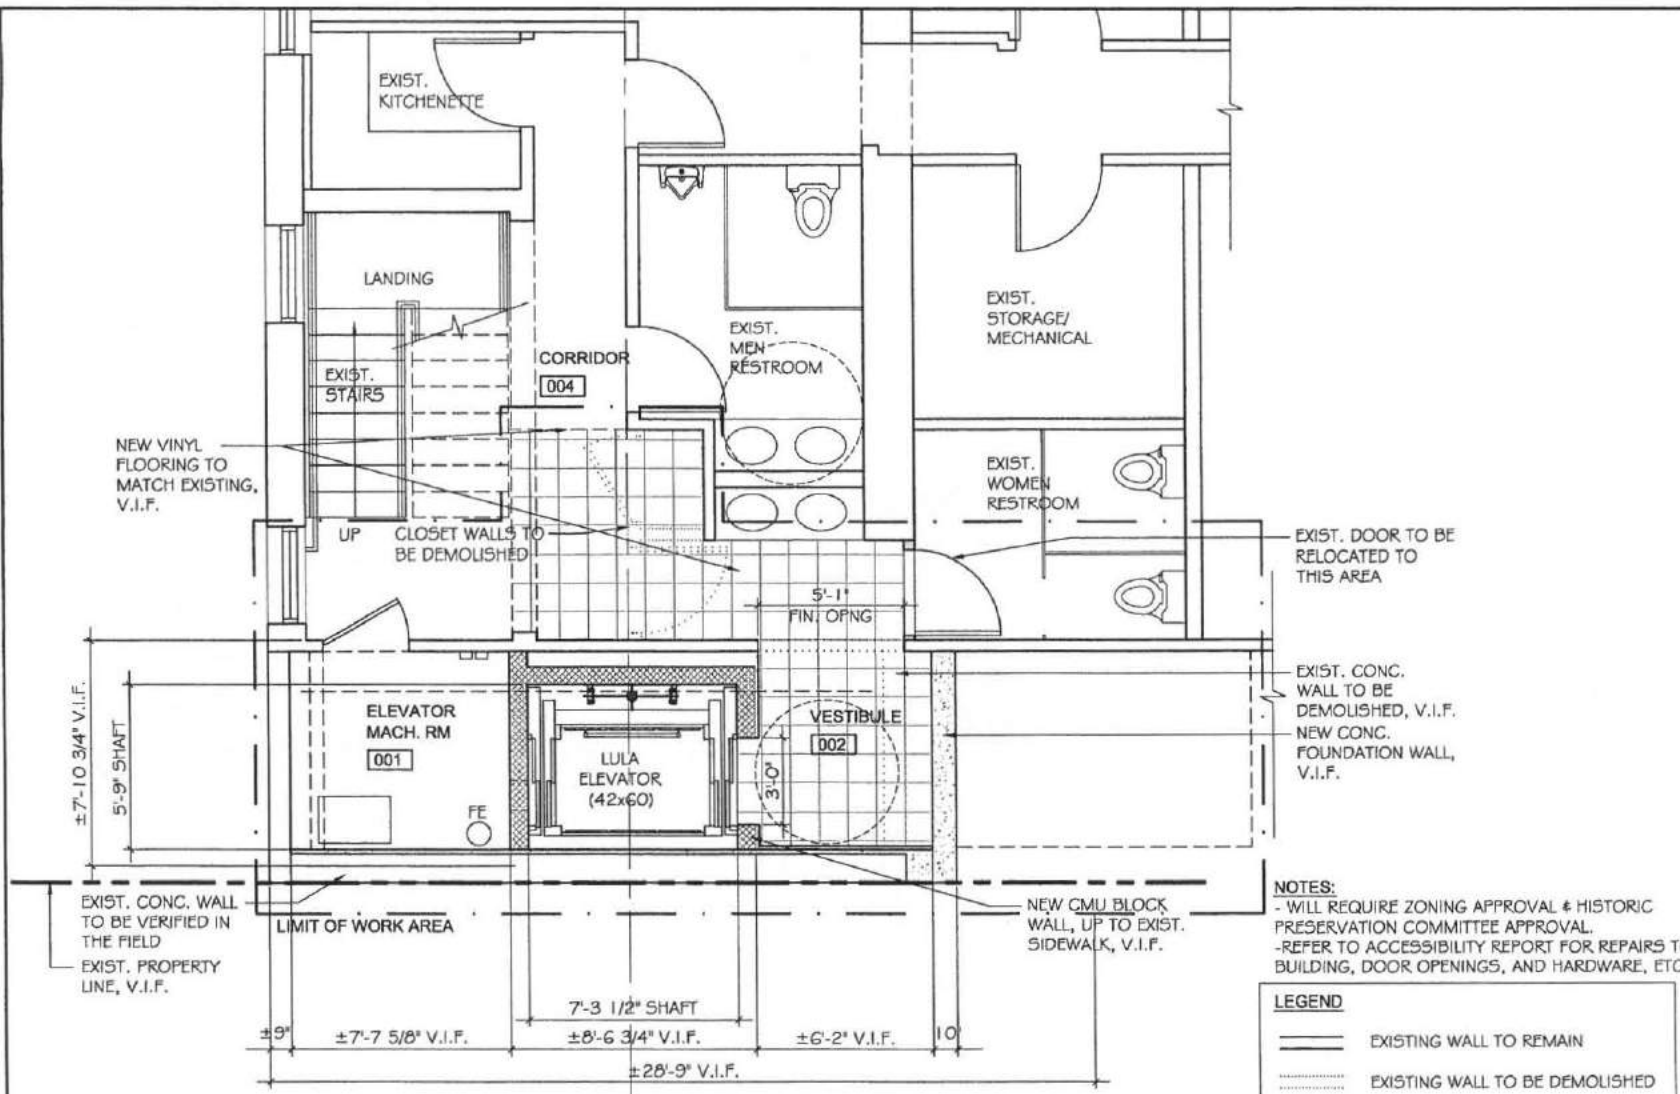 EXIST.
KITCHENETTE
LANDING
EXIST.
STAIRS
CORRIDOR
004
EXIST.
MEN
RESTROOM
EXIST.
STORAGE/
MECHANICAL
EXIST.
WOMEN
RESTROOM
NEW VINYL
FLOORING TO
MATCH EXISTING,
V.I.F.
UP
CLOSET WALLS TO
BE DEMOLISHED
EXIST. DOOR TO BE
RELOCATED TO
THIS AREA
5'-1"
FIN. OPNG
EXIST. CONC.
WALL TO BE
DEMOLISHED, V.I.F.
NEW CONC.
FOUNDATION WALL,
V.I.F.
±7'-10 3/4" V.I.F.
5'-9" SHAFT
ELEVATOR
MACH. RM
001
FE
LULA
ELEVATOR
(42x60)
VESTIBULE
002
3'-0"
EXIST. CONC. WALL
TO BE VERIFIED IN
THE FIELD
EXIST. PROPERTY
LINE, V.I.F.
LIMIT OF WORK AREA
NEW CMU BLOCK
WALL, UP TO EXIST.
SIDEWALK, V.I.F.
NOTES:
- WILL REQUIRE ZONING APPROVAL & HISTORIC
PRESERVATION COMMITTEE APPROVAL.
-REFER TO ACCESSIBILITY REPORT FOR REPAIRS T
BUILDING, DOOR OPENINGS, AND HARDWARE, ETC
7'-3 1/2" SHAFT
±9"
±7'-7 5/8" V.I.F.
±8'-6 3/4" V.I.F.
±6'-2" V.I.F.
10
±28'-9" V.I.F.
LEGEND
EXISTING WALL TO REMAIN
EXISTING WALL TO BE DEMOLISHED